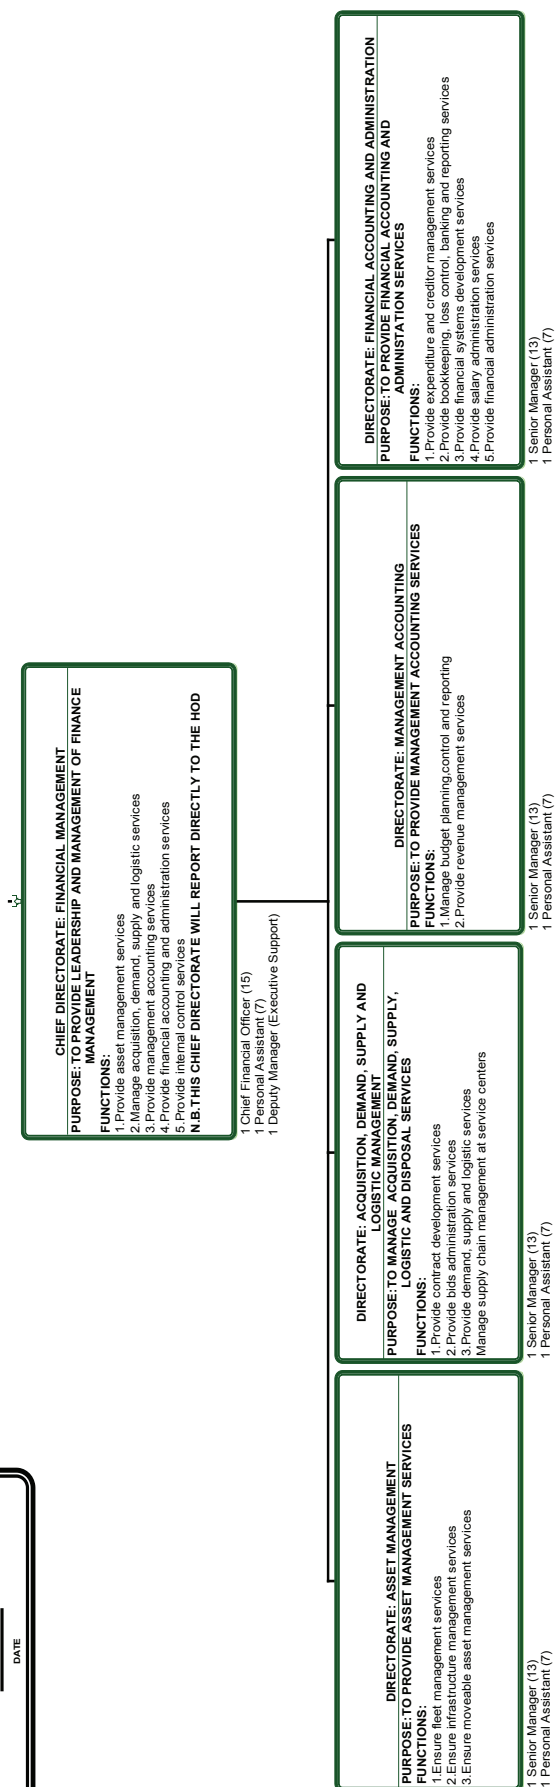 DATE
CHIEF DIRECTORATE: FINANCIAL MANAGEMENT
PURPOSE: TO PROVIDE LEADERSHIP AND MANAGEMENT OF FINANCE
MANAGEMENT
FUNCTIONS:
1.Provide asset management services
2.Manage acquisition, demand, supply and logistic services
3.Provide management accounting services
4.Provide financial accounting and administration services
5.Provide internal control services
N.B.THIS CHIEF DIRECTORATE WILL REPORT DIRECTLY TO THE HOD
1 Chief Financial Officer (15)
1 Personal Assistant (7)
1 Deputy Manager (Executive Support)
DIRECTORATE: ASSET MANAGEMENT
PURPOSE:TO PROVIDE ASSET MANAGEMENT SERVICES
FUNCTIONS:
1.Ensure fleet management services
2.Ensure infrastructure management services
3.Ensure moveable asset management services
1 Senior Manager (13)
1 Personal Assistant (7)
DIRECTORATE: ACQUISITION, DEMAND, SUPPLY AND
LOGISTIC MANAGEMENT
PURPOSE:TO MANAGE ACQUISITION, DEMAND, SUPPLY,
LOGISTIC AND DISPOSAL SERVICES
FUNCTIONS:
1.Provide contract development services
2.Provide bids administration services
3.Provide demand, supply and logistic services
Manage supply chain management at service centers
1 Senior Manager (13)
1 Personal Assistant (7)
DIRECTORATE: MANAGEMENT ACCOUNTING
PURPOSE: TO PROVIDE MANAGEMENT ACCOUNTING SERVICES
FUNCTIONS:
1.Manage budget planning,control and reporting
2.Provide revenue management services
1 Senior Manager (13)
1 Personal Assistant (7)
DIRECTORATE: FINANCIAL ACCOUNTING AND ADMINISTRATION
PURPOSE:TO PROVIDE FINANCIAL ACCOUNTING AND
ADMINISTATION SERVICES
FUNCTIONS:
1.Provide expenditure and creditor management services
2.Provide bookkeeping, loss control, banking and reporting services
3.Provide financial systems development services
4.Provide salary administration services
5.Provide financial administration services
1 Senior Manager (13)
1 Personal Assistant (7)